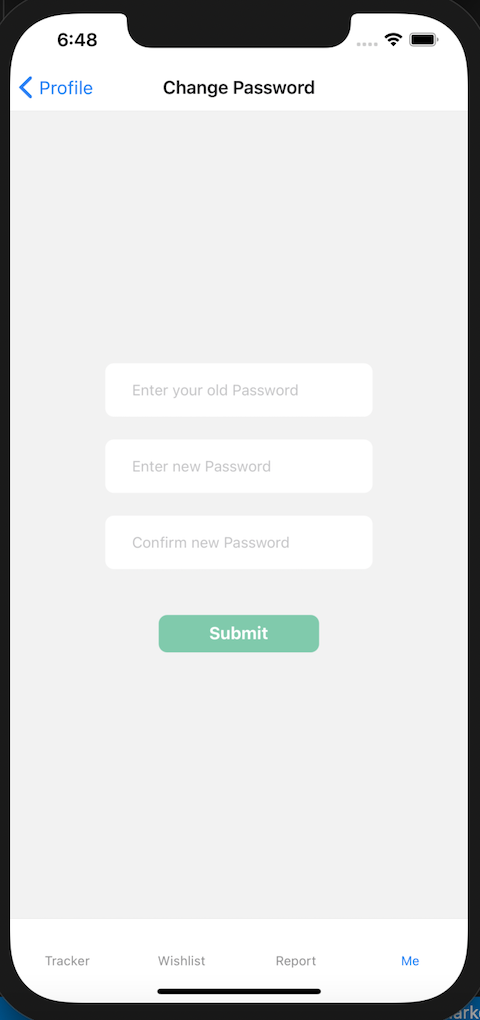 6:48
Profile
Change Password
Enter your old Password
Enter new Password
Confirm new Password
Submit
Tracker
Wishlist
Report
Me